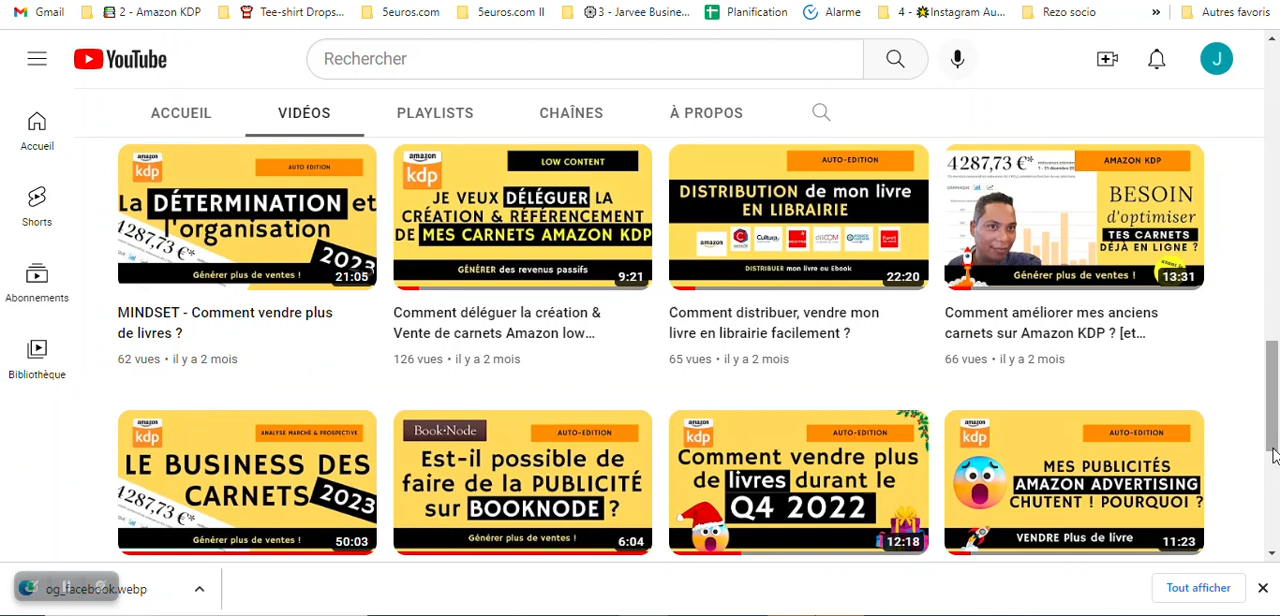 Gmail
2 - Amazon KDP
Tee-shirt Drops...
5euros.com
5euros.com II
3 - Jarvee Busine...
Planification
Alarme
4 - Instagram Au...
Rezo socio
»
Autres favoris
YouTube
Rechercher
J
ACCUEIL
VIDÉOS
PLAYLISTS
CHAÎNES
À PROPOS
Accueil
Shorts
Abonnements
Bibliothèque
amazon
kdp
AUTO EDITION
La DÉTERMINATION et
l'organisation
4287,73 €*
2023
Générer plus de ventes !
21:05
MINDSET - Comment vendre plus
de livres ?
62 vues • il y a 2 mois
amazon
kdp
LOW CONTENT
JE VEUX DÉLÉGUER LA
CRÉATION & RÉFÉRENCEMENT
DE MES CARNETS AMAZON KDP
GÉNÉRER des revenus passifs
9:21
Comment déléguer la création &
Vente de carnets Amazon low...
126 vues • il y a 2 mois
AUTO-EDITION
DISTRIBUTION de mon livre
EN LIBRAIRIE
amazon
Cultura
fnac.COM
Furet
DISTRIBUER mon livre ou Ebook
22:20
Comment distribuer, vendre mon
livre en librairie facilement ?
65 vues • il y a 2 mois
4287,73 €*
AMAZON KDP
BESOIN
d'optimiser
TES CARNETS
DÉJÀ EN LIGNE ?
Générer plus de ventes !
13:31
Comment améliorer mes anciens
carnets sur Amazon KDP ? [et...
66 vues • il y a 2 mois
amazon
kdp
ANALYSE MARCHÉ & PROSPECTIVE
LE BUSINESS DES
CARNETS 2023
4287,73 €*
Générer plus de ventes !
50:03
Book•Node
AUTO-EDITION
Est-il possible de
faire de la PUBLICITÉ
sur BOOKNODE ?
Générer plus de ventes !
6:04
amazon
kdp
AUTO-EDITION
Comment vendre plus
de livres durant le
Q4 2022
12:18
amazon
kdp
AUTO-EDITION
MES PUBLICITÉS
AMAZON ADVERTISING
CHUTENT ! POURQUOI ?
VENDRE Plus de livre
11:23
og_facebook.webp
Tout afficher